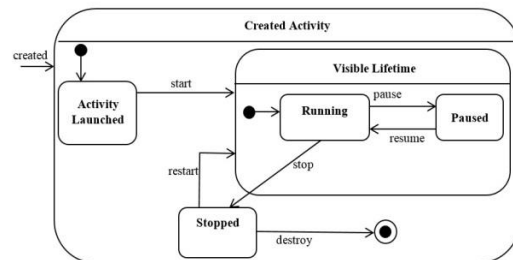 Created Activity
created
Visible Lifetime
Activity
Launched
start
Running
pause
Paused
resume
restart
stop
Stopped
destroy